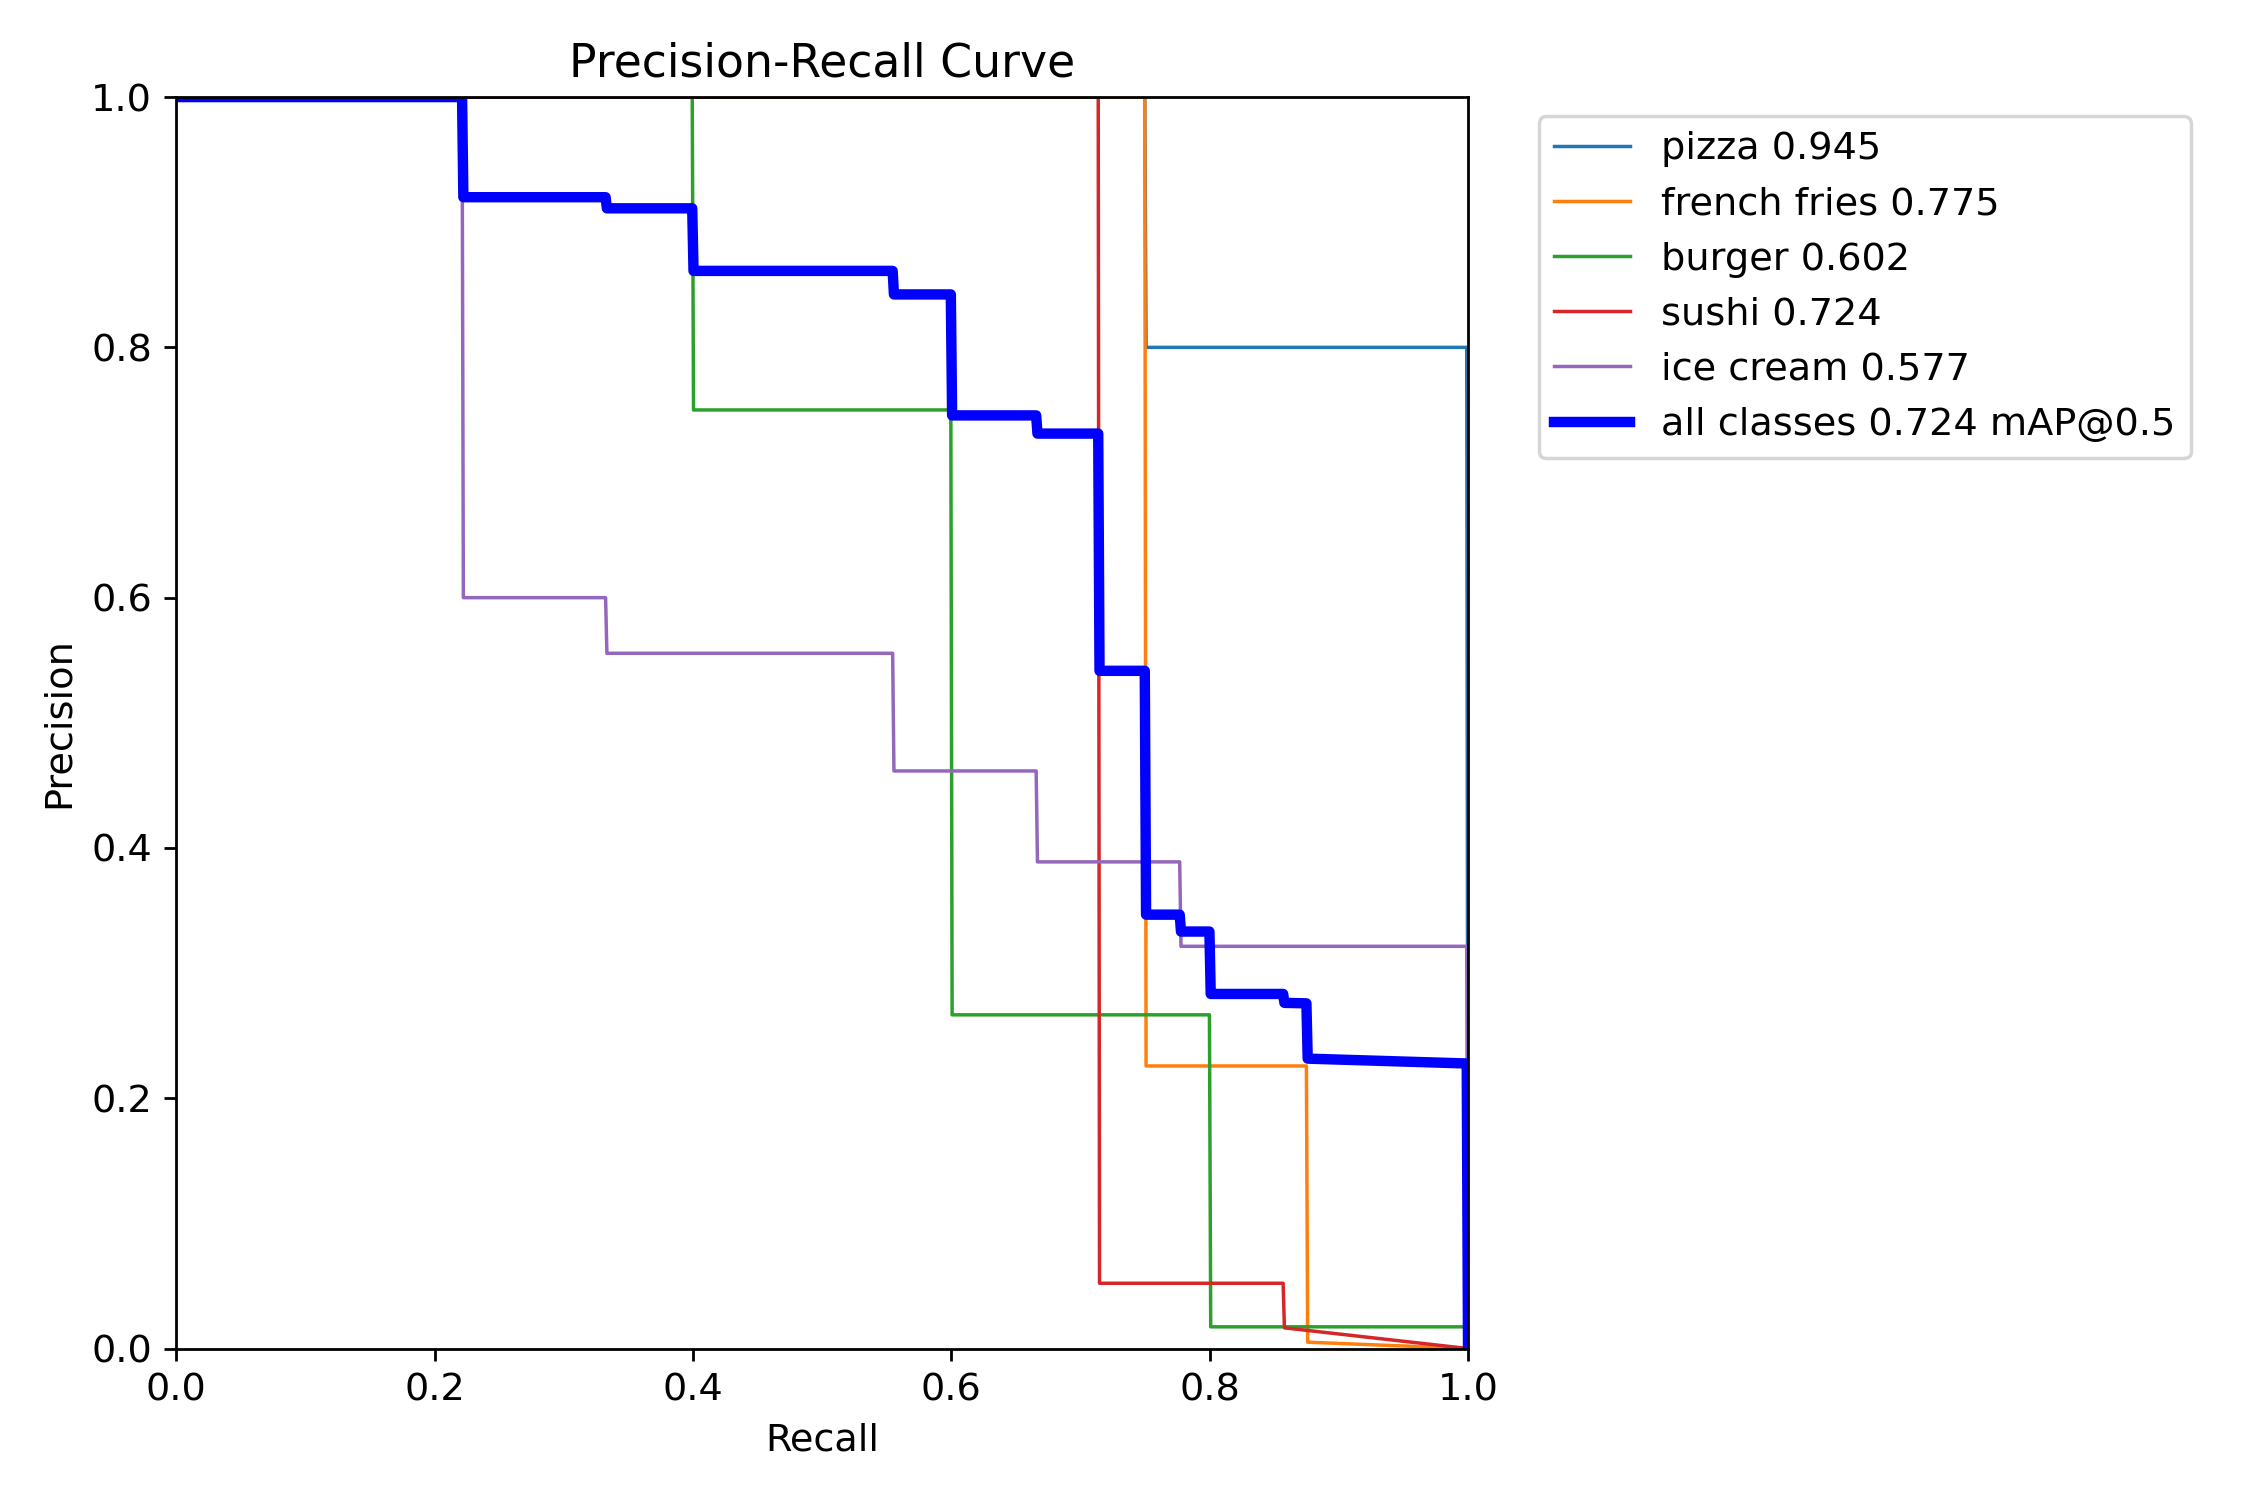 Precision-Recall Curve
1.0
0.8
0.6
0.4
0.2
0.0
Precision
0.0 0.2 0.4 0.6 0.8 1.0
Recall
pizza 0.945
french fries 0.775
burger 0.602
sushi 0.724
ice cream 0.577
all classes 0.724 mAP@0.5